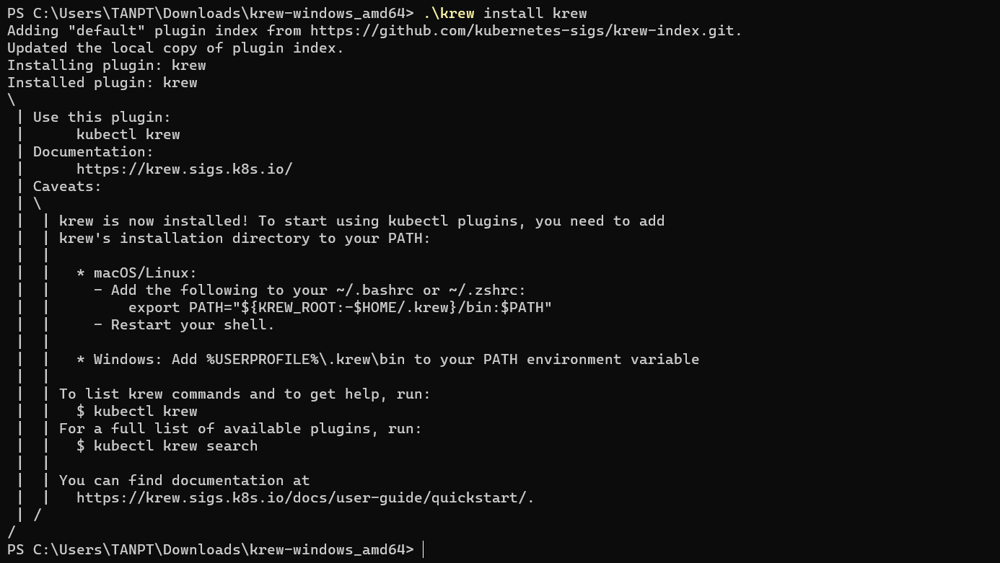 PS C:\Users\TANPT\Downloads\krew-windows_amd64> .\krew install krew
Adding "default" plugin index from https://github.com/kubernetes-sigs/krew-index.git.
Updated the local copy of plugin index.
Installing plugin: krew
Installed plugin: krew
\
 | Use this plugin:
 |      kubectl krew
 | Documentation:
 |      https://krew.sigs.k8s.io/
 | Caveats:
 | \
 |  | krew is now installed! To start using kubectl plugins, you need to add
 |  | krew's installation directory to your PATH:
 |  |
 |  |   * macOS/Linux:
 |  |     - Add the following to your ~/.bashrc or ~/.zshrc:
 |  |         export PATH="${KREW_ROOT:-$HOME/.krew}/bin:$PATH"
 |  |     - Restart your shell.
 |  |
 |  |   * Windows: Add %USERPROFILE%\.krew\bin to your PATH environment variable
 |  |
 |  | To list krew commands and to get help, run:
 |  |   $ kubectl krew
 |  | For a full list of available plugins, run:
 |  |   $ kubectl krew search
 |  |
 |  | You can find documentation at
 |  |   https://krew.sigs.k8s.io/docs/user-guide/quickstart/.
 | /
/
PS C:\Users\TANPT\Downloads\krew-windows_amd64>